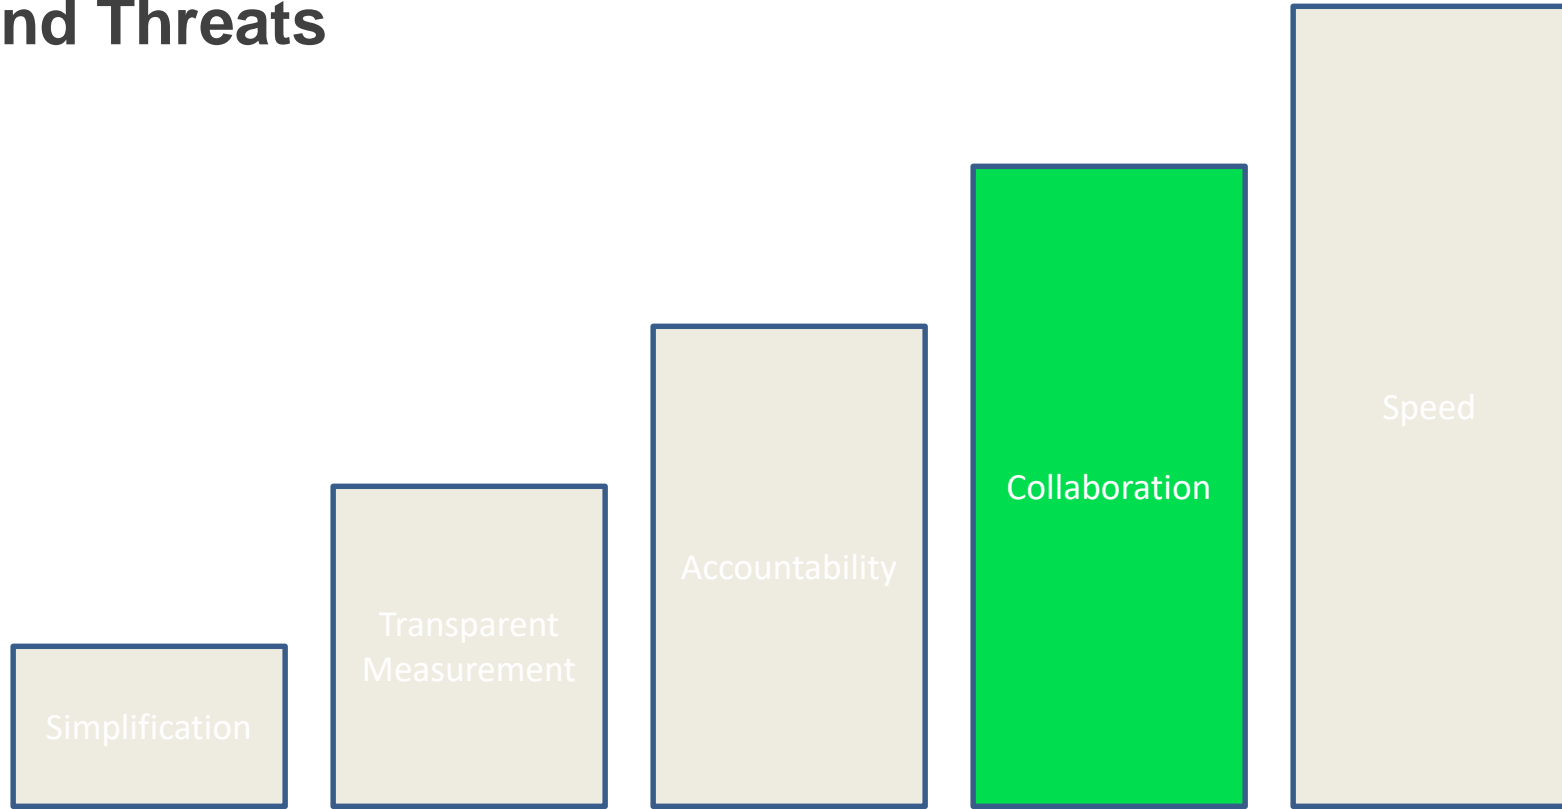 nd Threats
Simplification
Transparent
Measurement
Accountability
Collaboration
Speed